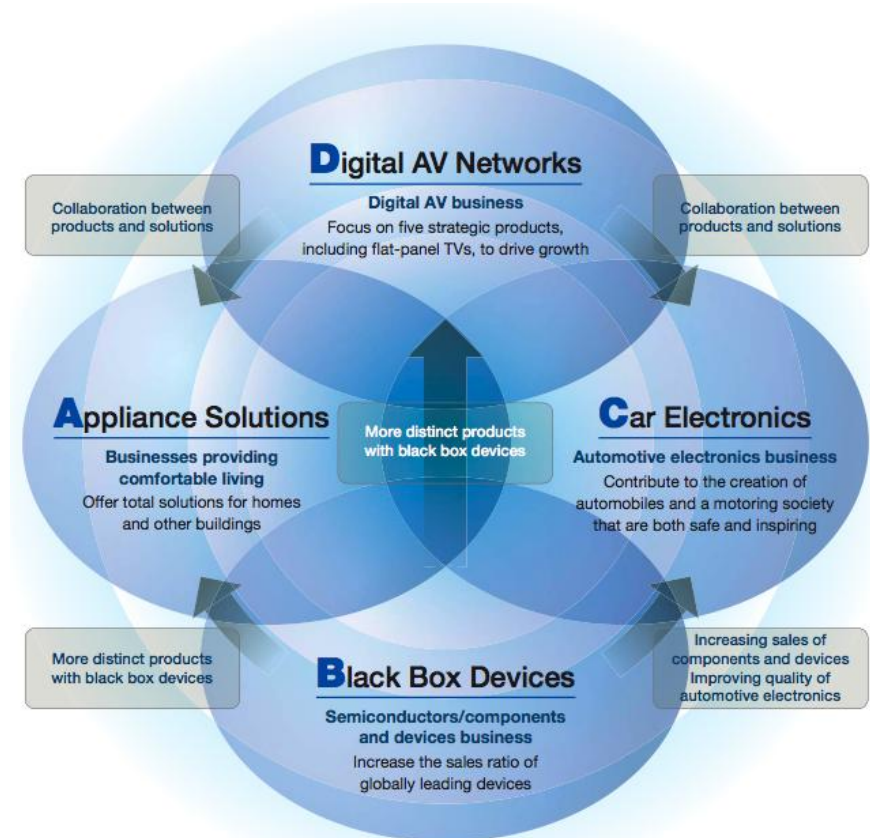 Digital AV Networks
Digital AV business
Focus on five strategic products,
including flat-panel TVs, to drive growth
Collaboration between
products and solutions
Collaboration between
products and solutions
Appliance Solutions
Businesses providing
comfortable living
Offer total solutions for homes
and other buildings
More distinct products
with black box devices
Car Electronics
Automotive electronics business
Contribute to the creation of
automobiles and a motoring society
that are both safe and inspiring
More distinct products
with black box devices
Increasing sales of
components and devices
Improving quality of
automotive electronics
Black Box Devices
Semiconductors/components
and devices business
Increase the sales ratio of
globally leading devices